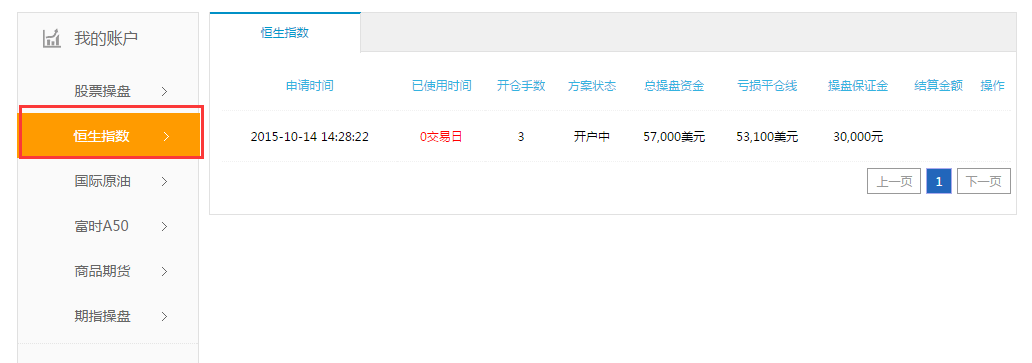 我的账户
股票操盘
恒生指数
国际原油
富时A50
商品期货
期指操盘
恒生指数
申请时间 已使用时间 开仓手数 方案状态 总操盘资金 亏损平仓线 操盘保证金 结算金额 操作
2015-10-14 14:28:22 0交易日 3 开户中 57,000美元 53,100美元 30,000元
上一页 1 下一页